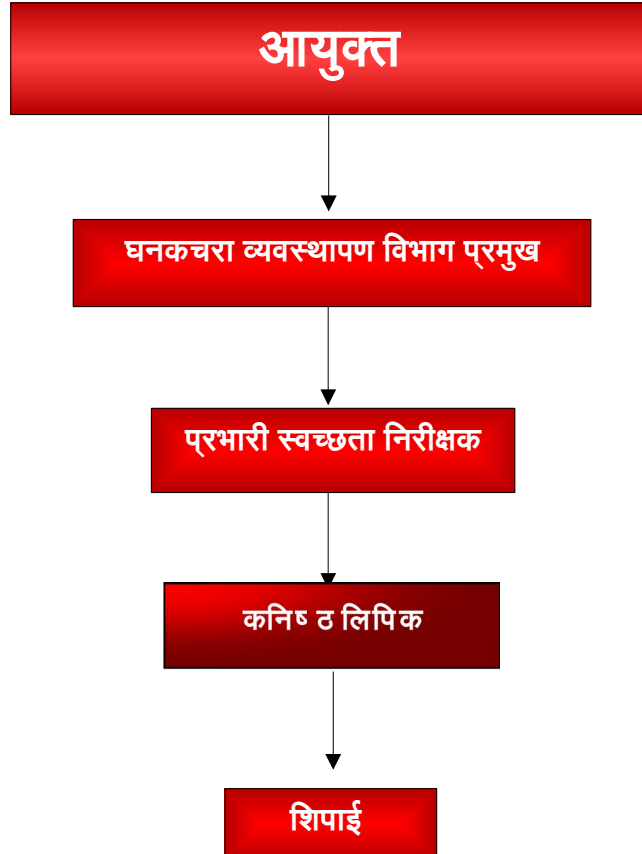 आयुक्त
घनकचरा व्यवस्थापण विभाग प्रमुख
प्रभारी स्वच्छता निरीक्षक
कनिष्ठ लिपिक
शिपाई